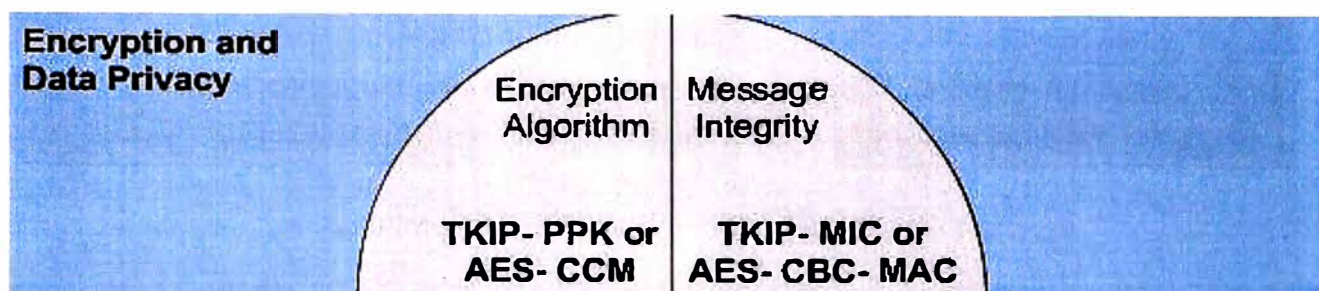 Encryption and
Data Privacy
Encryption
Algorithm
Message
Integrity
TKIP- PPK or
AES- CCM
TKIP- MIC or
AES- CBC- MAC